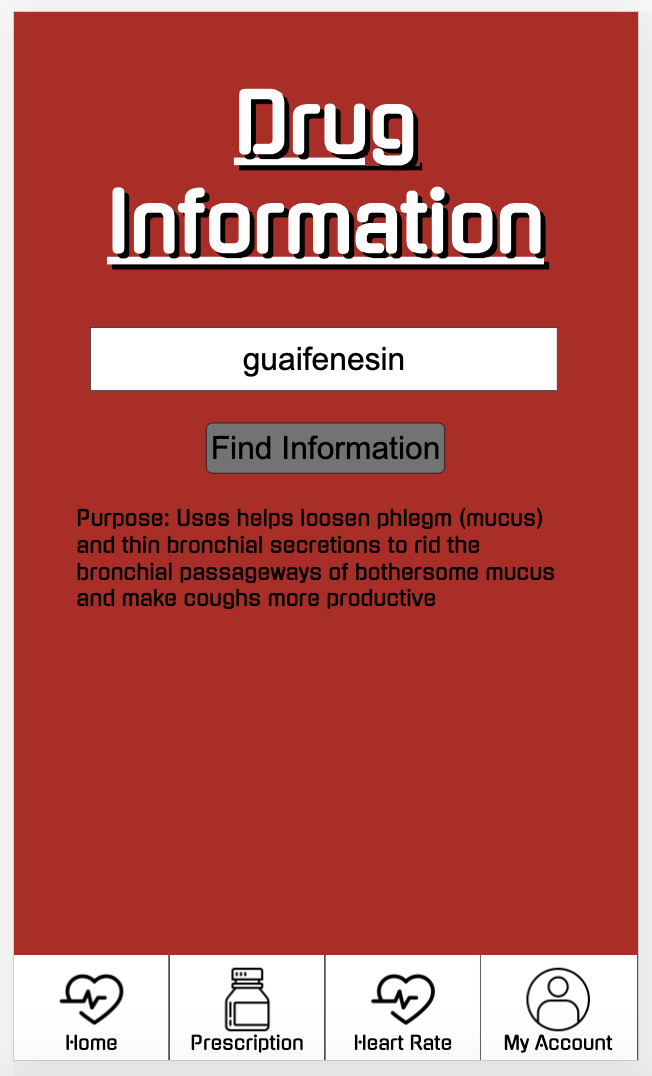 Drug
Information
guaifenesin
Find Information
Purpose: Uses helps loosen phlegm (mucus)
and thin bronchial secretions to rid the
bronchial passageways of bothersome mucus
and make coughs more productive
Home
Prescription
Heart Rate
My Account